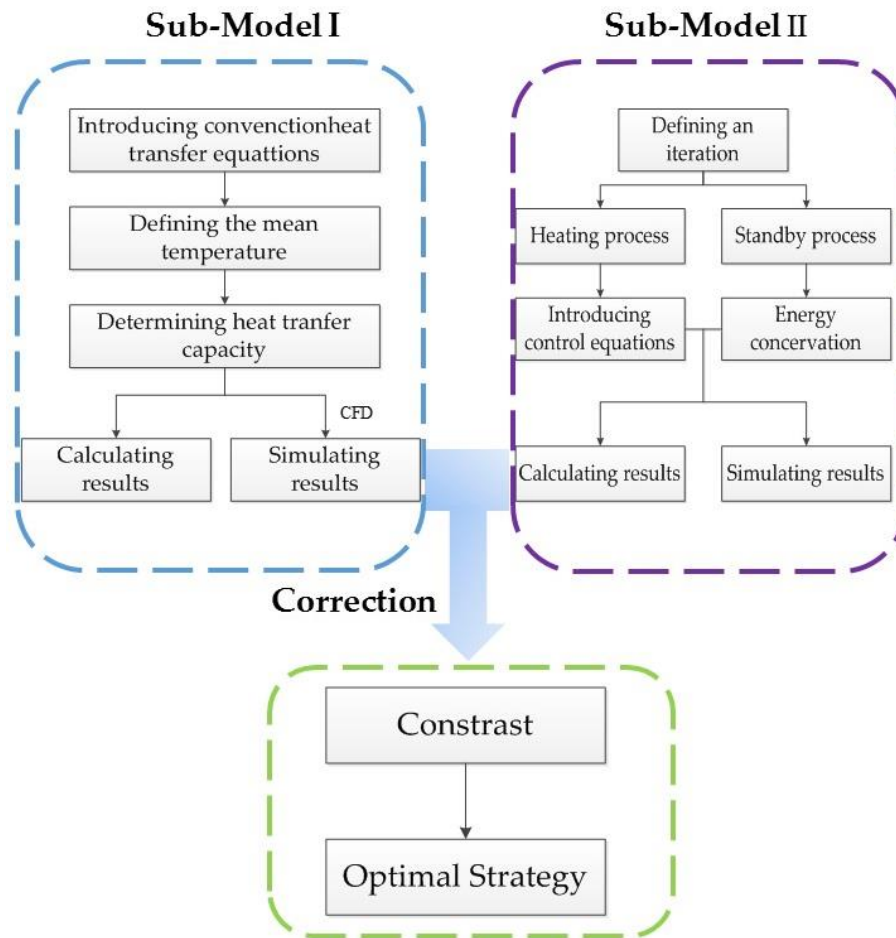 Sub-Model I
Introducing convenctionheat
transfer equattions
Defining the mean
temperature
Determining heat tranfer
capacity
CFD
Calculating
results
Simulating
results
Sub-Model II
Defining an
iteration
Heating process
Standby process
Introducing
control equations
Energy
concervation
Calculating results
Simulating results
Correction
Constrast
Optimal Strategy